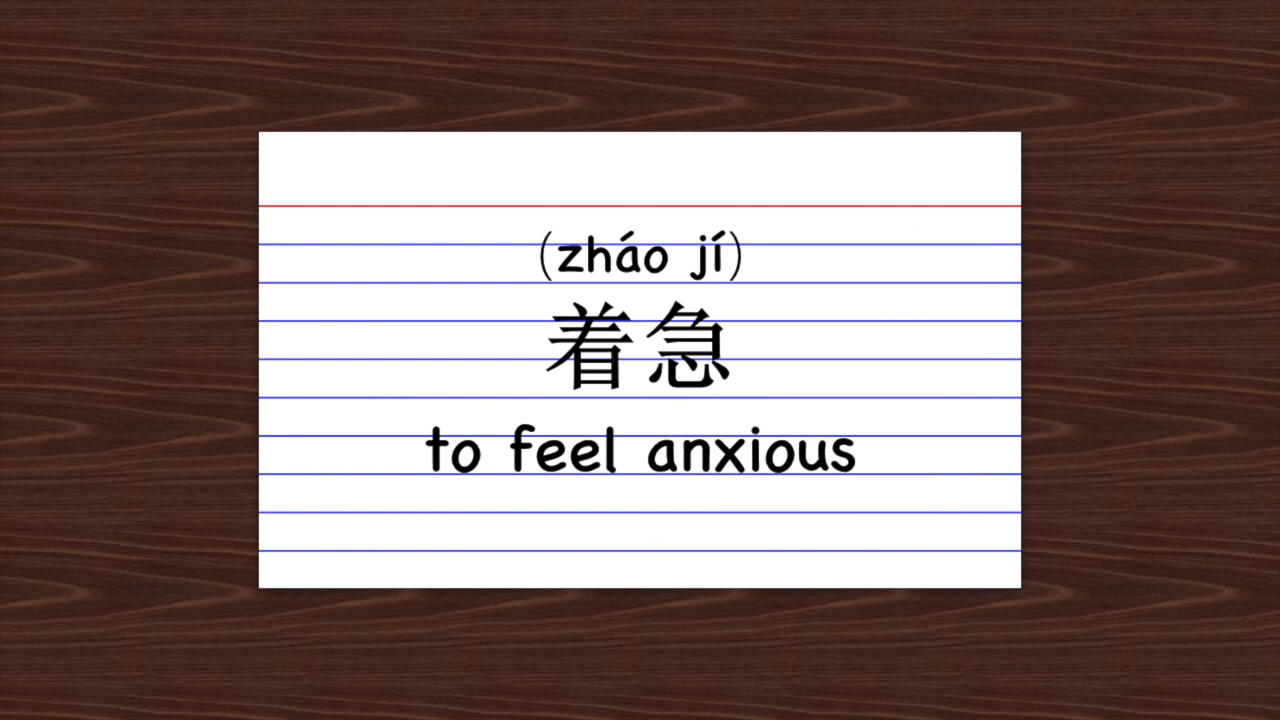 (zháo jí)
着急
to feel anxious